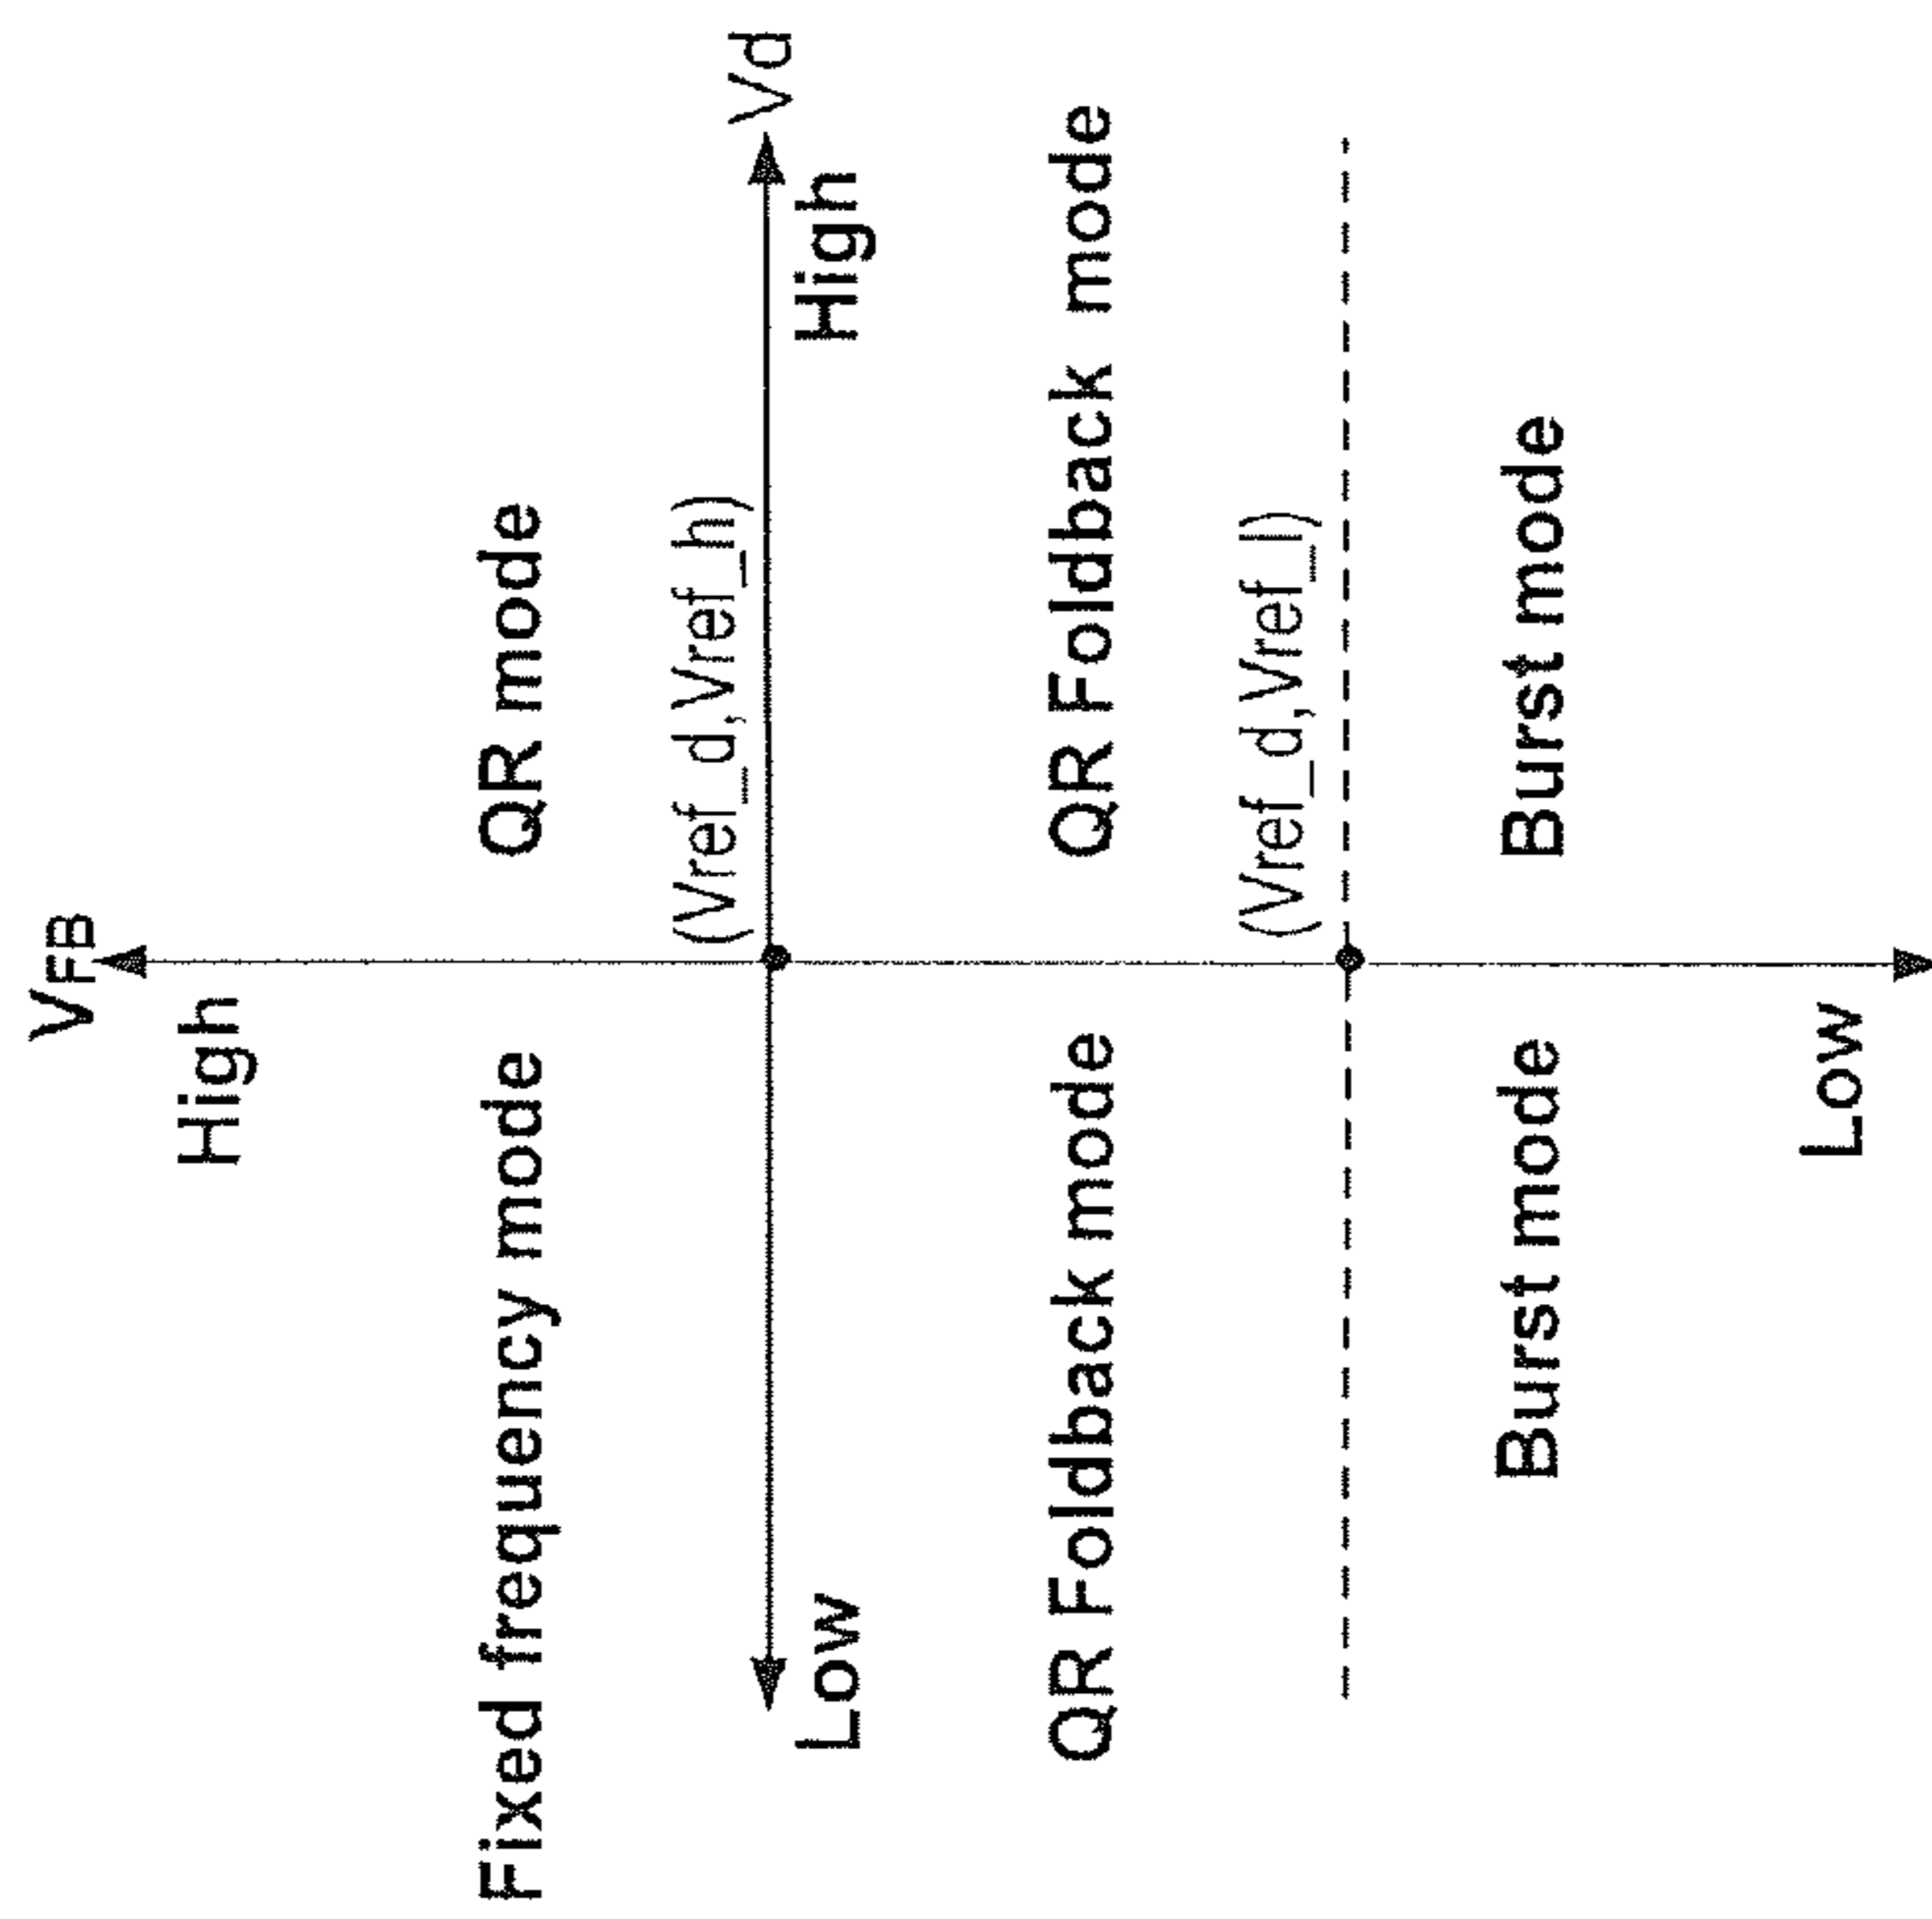 VFB
High
Fixed frequency mode
QR mode
(Vref_d,Vref_h)
Vd
Low
High
QR Foldback mode
QR Foldback mode
(Vref_d,Vref_l)
Burst mode
Burst mode
Low